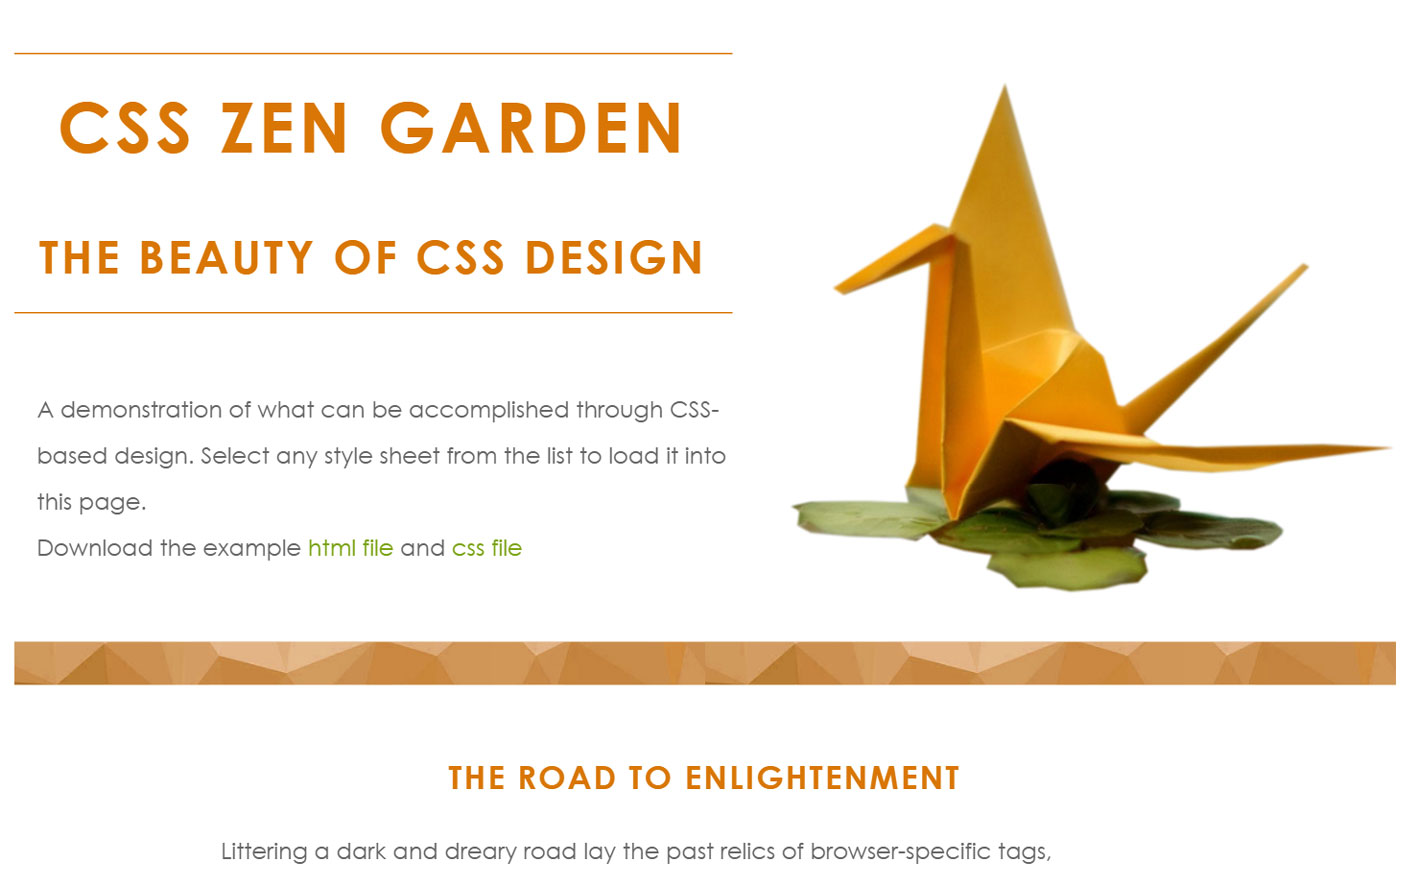 CSS ZEN GARDEN
THE BEAUTY OF CSS DESIGN
A demonstration of what can be accomplished through CSS-
based design. Select any style sheet from the list to load it into
this page.
Download the example html file and css file
THE ROAD TO ENLIGHTENMENT
Littering a dark and dreary road lay the past relics of browser-specific tags,